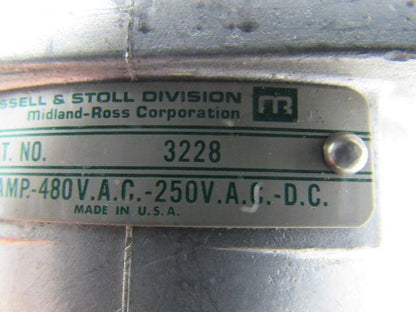 SSELL & STOLL DIVISION
Midland-Ross Corporation
T. NO. 3228
AMP.-480V.A.C.-250V.A.C.-D.C.
MADE IN U.S.A.